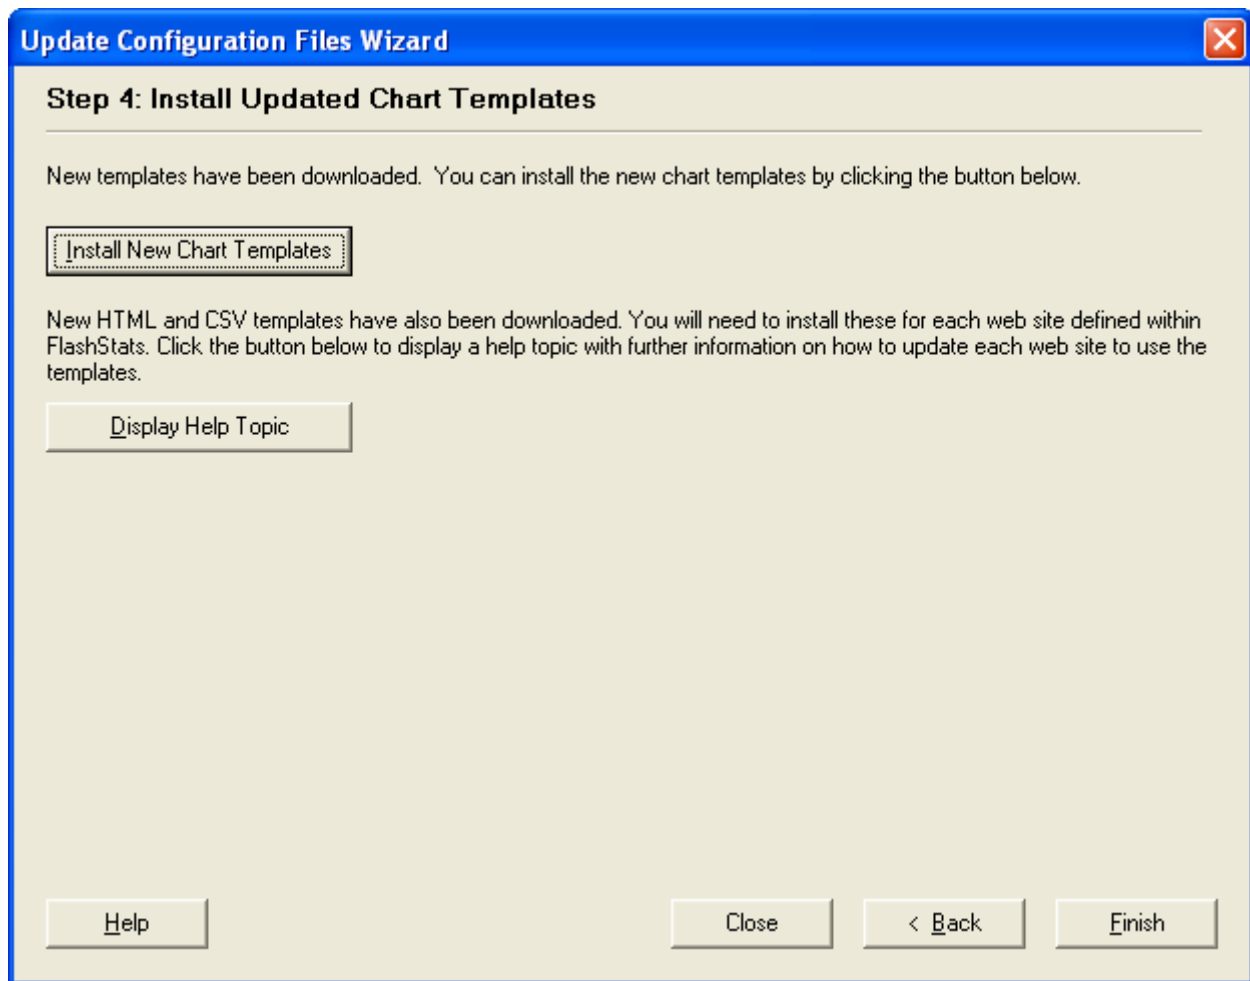 Update Configuration Files Wizard
Step 4: Install Updated Chart Templates
New templates have been downloaded.  You can install the new chart templates by clicking the button below.
Install New Chart Templates
New HTML and CSV templates have also been downloaded. You will need to install these for each web site defined within
FlashStats. Click the button below to display a help topic with further information on how to update each web site to use the
templates.
Display Help Topic
Help
Close
< Back
Finish